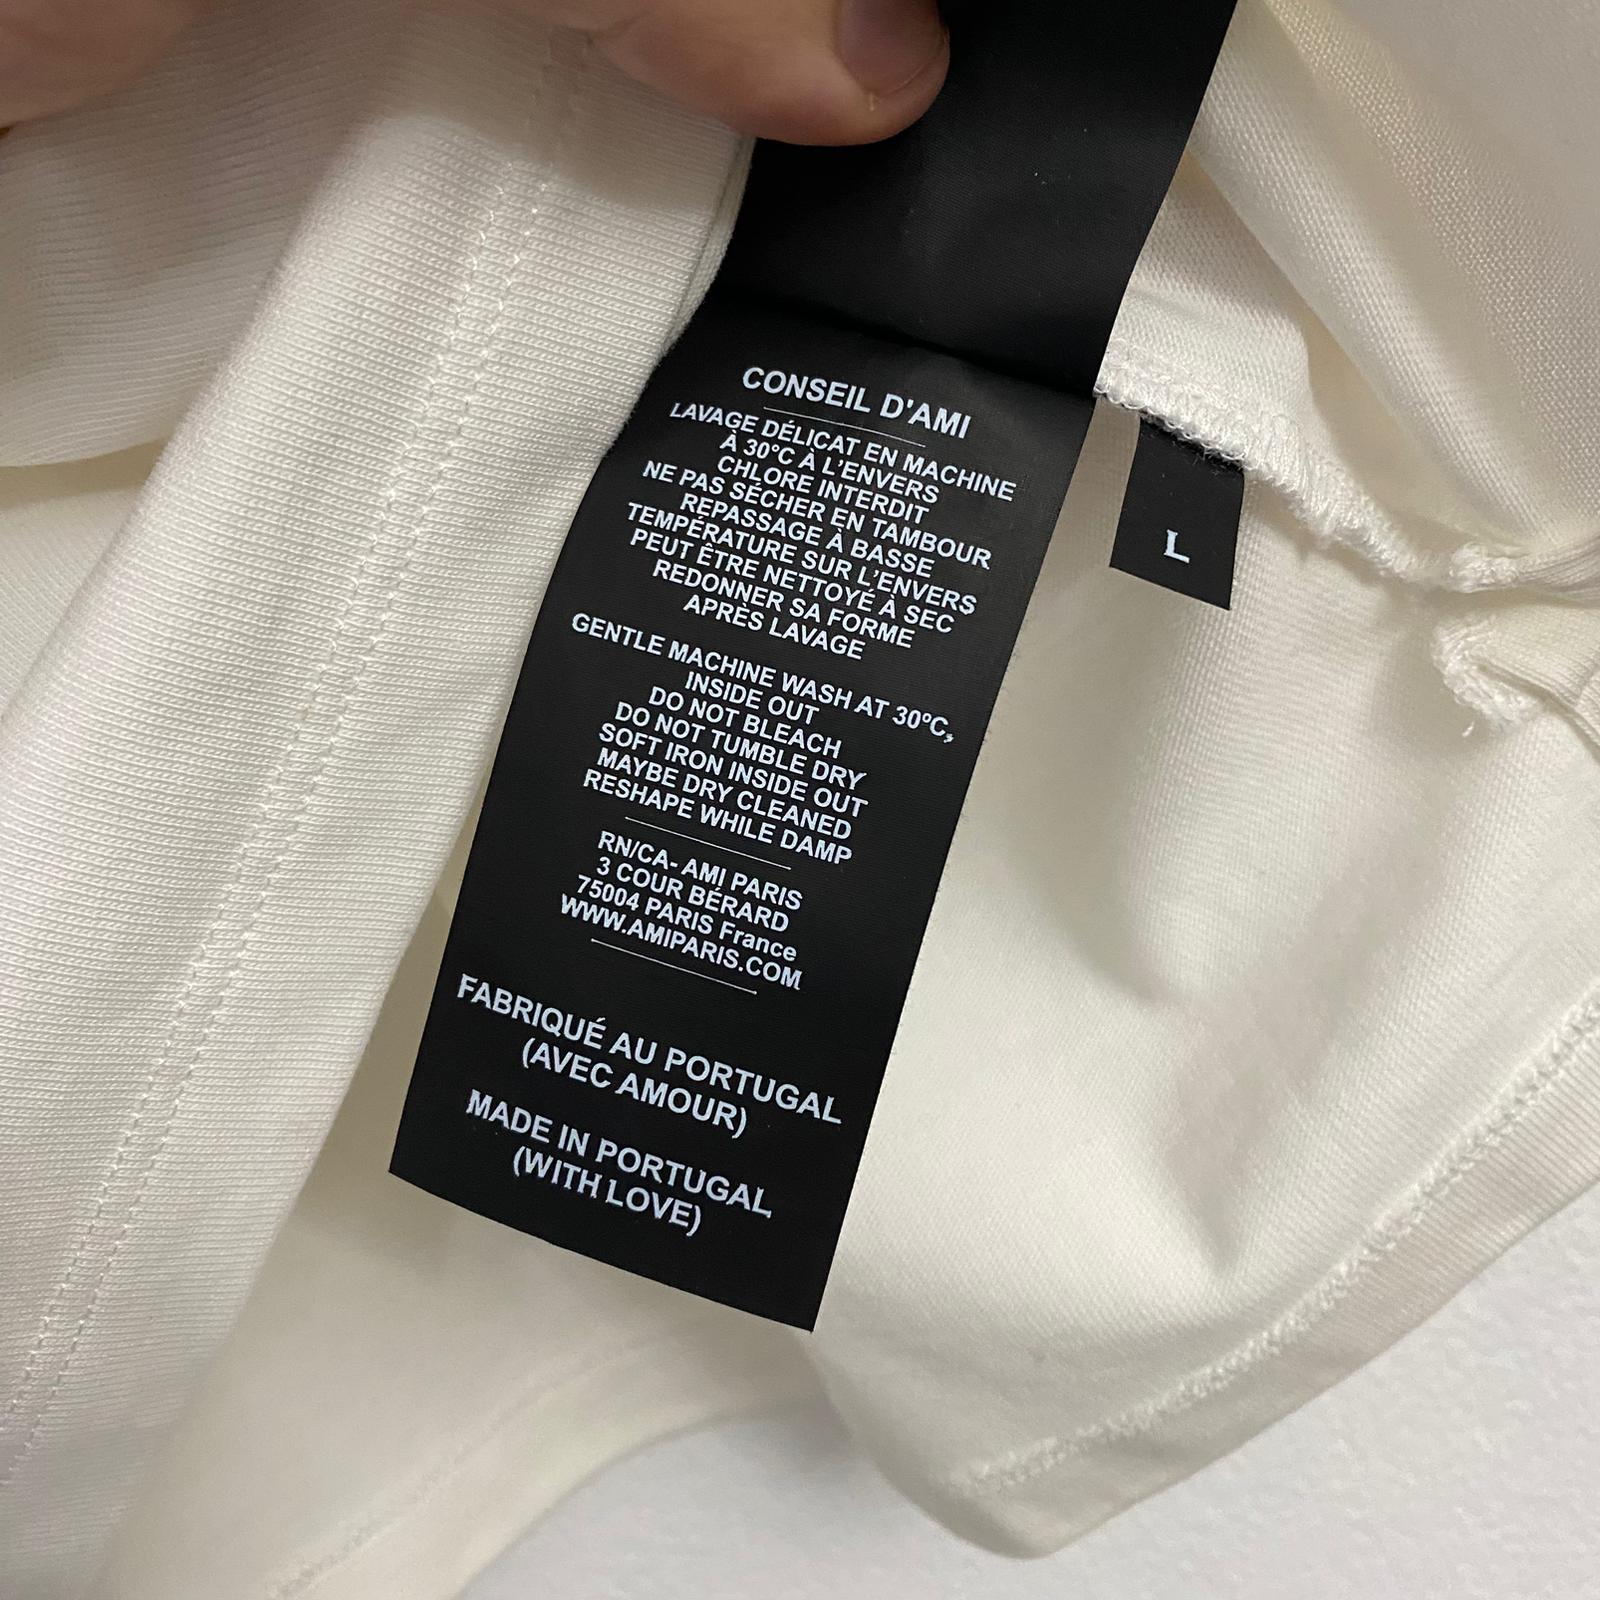 CONSEIL D'AMI
LAVAGE DÉLICAT EN MACHINE
À 30°C À L'ENVERS
CHLORE INTERDIT
NE PAS SÉCHER EN TAMBOUR
REPASSAGE À BASSE
TEMPÉRATURE SUR L'ENVERS
PEUT ÊTRE NETTOYÉ À SEC
REDONNER SA FORME
APRÈS LAVAGE
GENTLE MACHINE WASH AT 30°C,
INSIDE OUT
DO NOT BLEACH
DO NOT TUMBLE DRY
SOFT IRON INSIDE OUT
MAYBE DRY CLEANED
RESHAPE WHILE DAMP
RN/CA- AMI PARIS
3 COUR BÉRARD
75004 PARIS France
WWW.AMIPARIS.COM
FABRIQUÉ AU PORTUGAL
(AVEC AMOUR)
MADE IN PORTUGAL
(WITH LOVE)
L